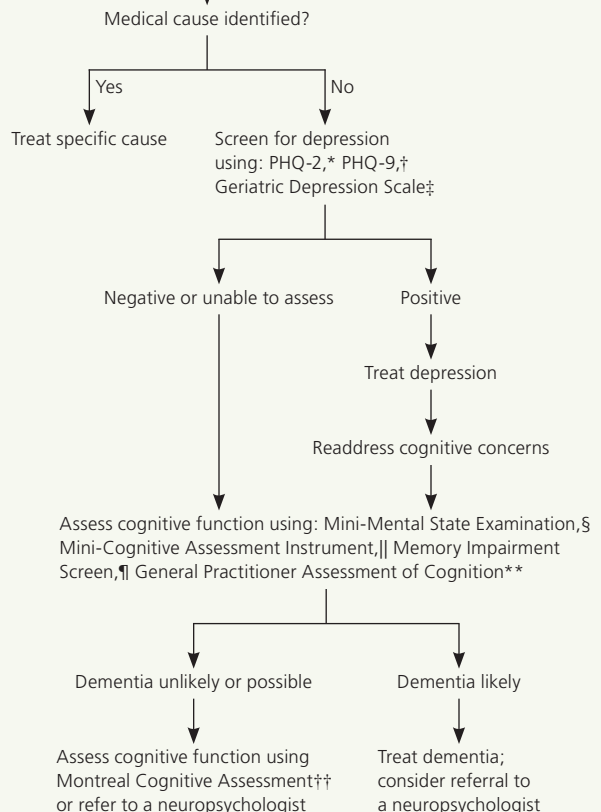 Medical cause identified?
Yes
No
Treat specific cause
Screen for depression
using: PHQ-2,* PHQ-9,†
Geriatric Depression Scale‡
Negative or unable to assess
Positive
Treat depression
Readdress cognitive concerns
Assess cognitive function using: Mini-Mental State Examination,§
Mini-Cognitive Assessment Instrument,|| Memory Impairment
Screen,¶ General Practitioner Assessment of Cognition**
Dementia unlikely or possible
Dementia likely
Assess cognitive function using
Montreal Cognitive Assessment††
or refer to a neuropsychologist
Treat dementia;
consider referral to
a neuropsychologist